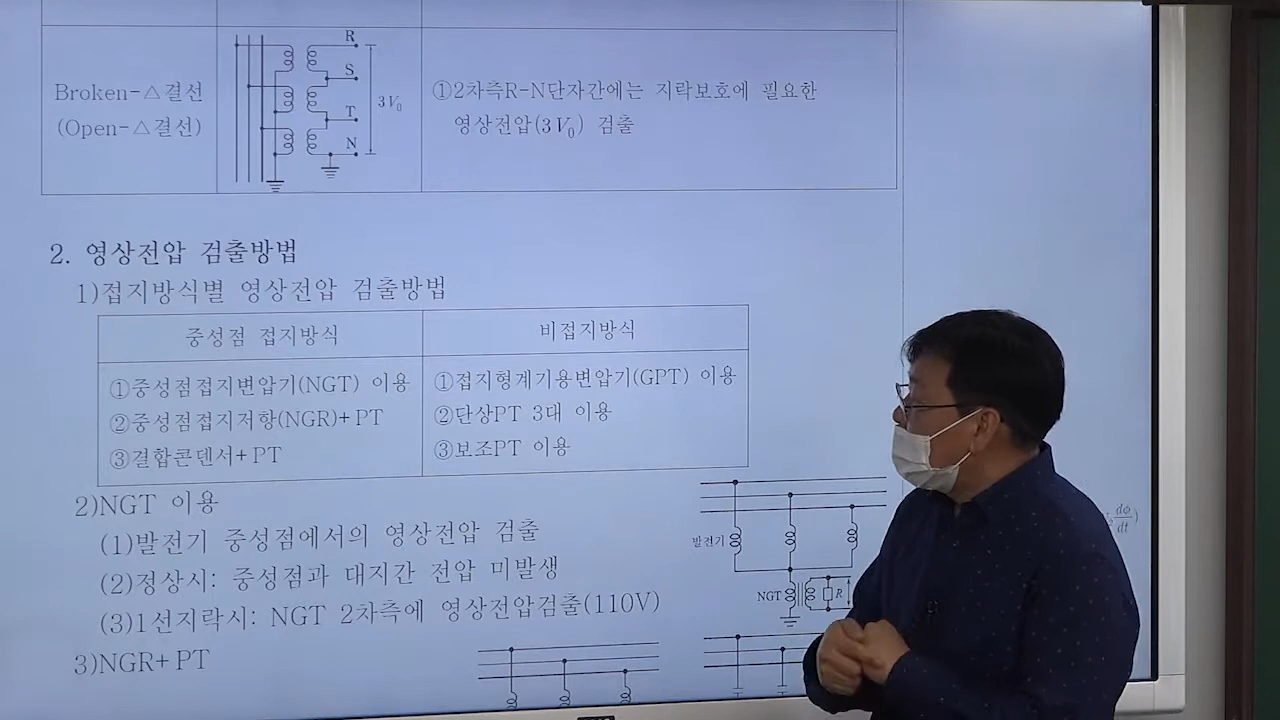 Broken-△결선
(Open-△결선)
R
S
T
N
3V₀
①2차측R-N단자간에는 지락보호에 필요한
영상전압(3V₀) 검출
2. 영상전압 검출방법
1)접지방식별 영상전압 검출방법
중성점 접지방식
비접지방식
①중성점접지변압기(NGT) 이용
②중성점접지저항(NGR)+PT
③결합콘덴서+PT
①접지형계기용변압기(GPT) 이용
②단상PT 3대 이용
③보조PT 이용
2)NGT 이용
(1)발전기 중성점에서의 영상전압 검출
(2)정상시: 중성점과 대지간 전압 미발생
(3)1선지락시: NGT 2차측에 영상전압검출(110V)
발전기
NGT
R
dφ
dt
)
3)NGR+PT